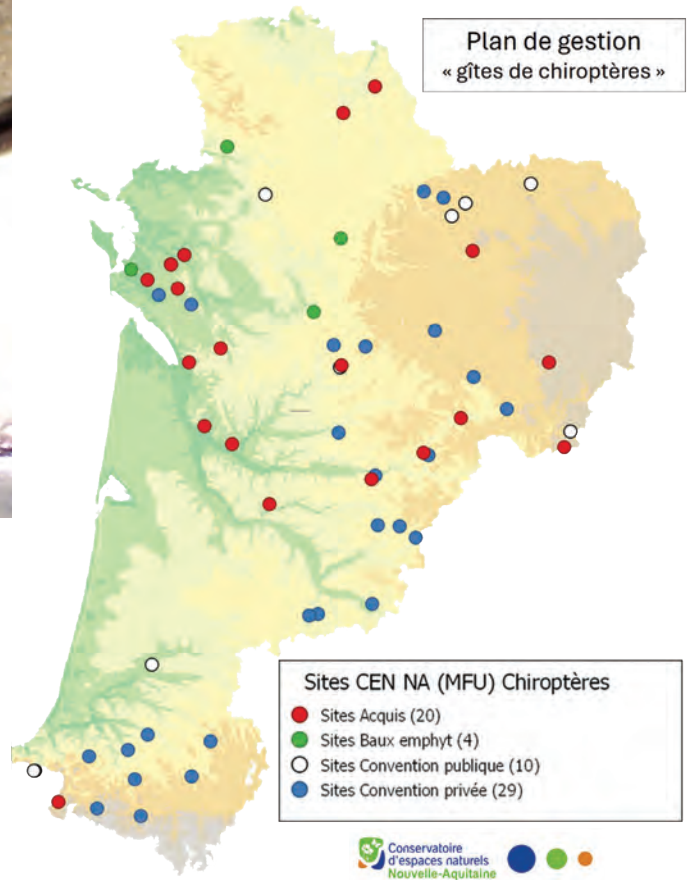 Plan de gestion
« gîtes de chiroptères »
Sites CEN NA (MFU) Chiroptères
Sites Acquis (20)
Sites Baux emphyt (4)
Sites Convention publique (10)
Sites Convention privée (29)
Conservatoire
d'espaces naturels
Nouvelle-Aquitaine